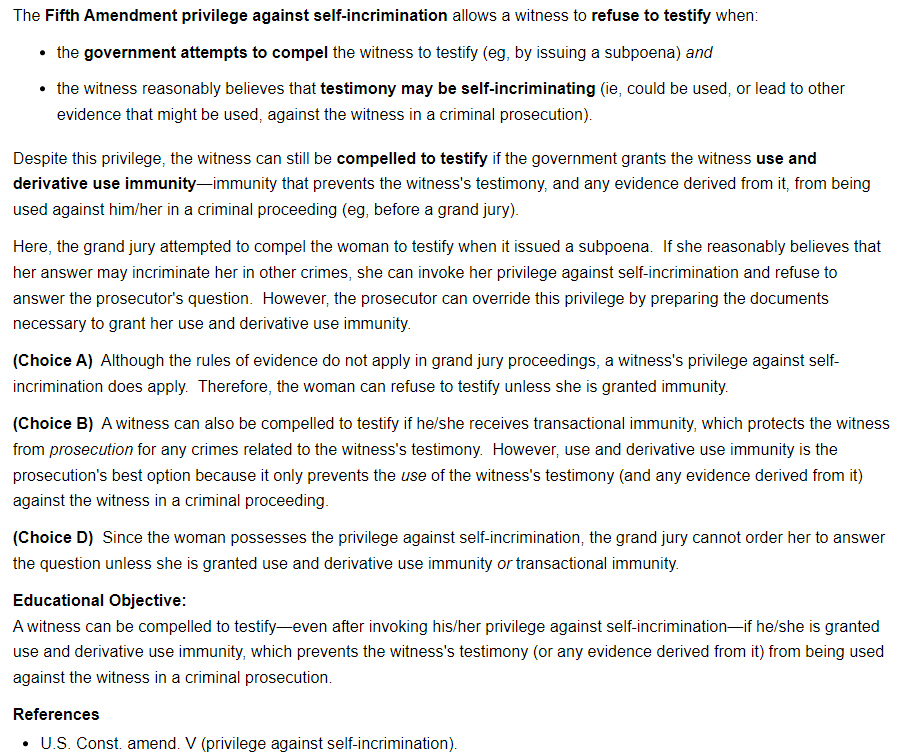 The Fifth Amendment privilege against self-incrimination allows a witness to refuse to testify when:
• the government attempts to compel the witness to testify (eg, by issuing a subpoena) and
• the witness reasonably believes that testimony may be self-incriminating (ie, could be used, or lead to other
evidence that might be used, against the witness in a criminal prosecution).
Despite this privilege, the witness can still be compelled to testify if the government grants the witness use and
derivative use immunity—immunity that prevents the witness's testimony, and any evidence derived from it, from being
used against him/her in a criminal proceeding (eg, before a grand jury).
Here, the grand jury attempted to compel the woman to testify when it issued a subpoena. If she reasonably believes that
her answer may incriminate her in other crimes, she can invoke her privilege against self-incrimination and refuse to
answer the prosecutor's question. However, the prosecutor can override this privilege by preparing the documents
necessary to grant her use and derivative use immunity.
(Choice A) Although the rules of evidence do not apply in grand jury proceedings, a witness's privilege against self-
incrimination does apply. Therefore, the woman can refuse to testify unless she is granted immunity.
(Choice B) A witness can also be compelled to testify if he/she receives transactional immunity, which protects the witness
from prosecution for any crimes related to the witness's testimony. However, use and derivative use immunity is the
prosecution's best option because it only prevents the use of the witness's testimony (and any evidence derived from it)
against the witness in a criminal proceeding.
(Choice D) Since the woman possesses the privilege against self-incrimination, the grand jury cannot order her to answer
the question unless she is granted use and derivative use immunity or transactional immunity.
Educational Objective:
A witness can be compelled to testify—even after invoking his/her privilege against self-incrimination—if he/she is granted
use and derivative use immunity, which prevents the witness's testimony (or any evidence derived from it) from being used
against the witness in a criminal prosecution.
References
• U.S. Const. amend. V (privilege against self-incrimination).